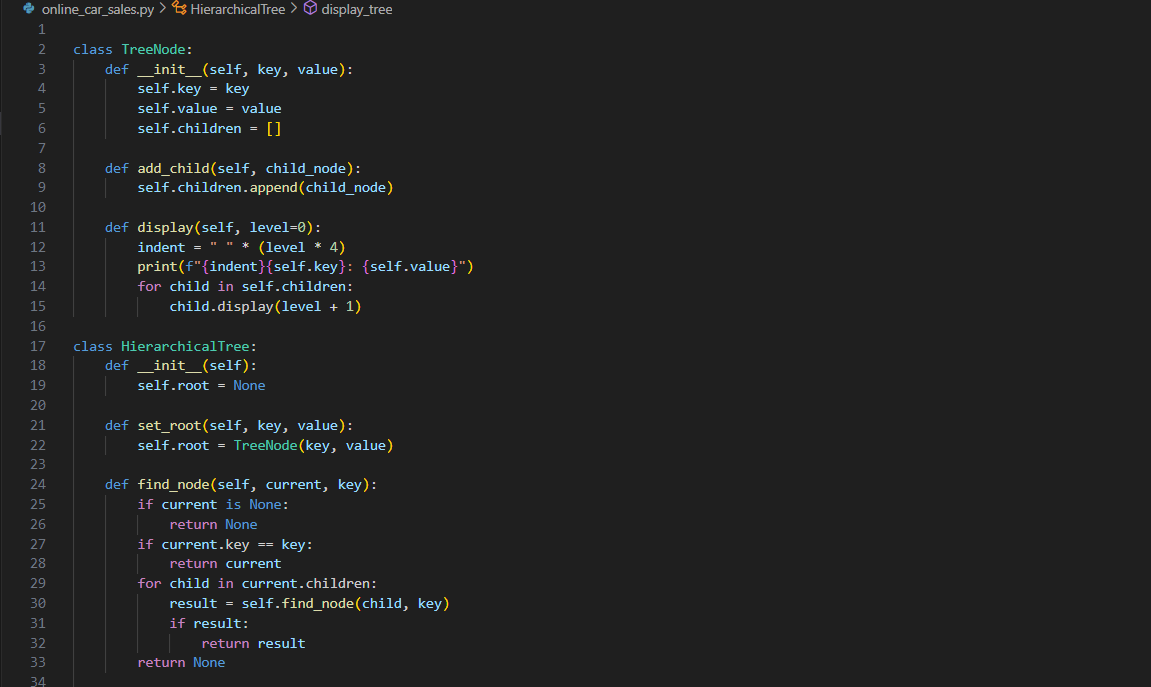 online_car_sales.py > HierarchicalTree > display_tree
1
2 class TreeNode:
3     def __init__(self, key, value):
4         self.key = key
5         self.value = value
6         self.children = []
7
8     def add_child(self, child_node):
9         self.children.append(child_node)
10
11     def display(self, level=0):
12         indent = " " * (level * 4)
13         print(f"{indent}{self.key}: {self.value}")
14         for child in self.children:
15             child.display(level + 1)
16
17 class HierarchicalTree:
18     def __init__(self):
19         self.root = None
20
21     def set_root(self, key, value):
22         self.root = TreeNode(key, value)
23
24     def find_node(self, current, key):
25         if current is None:
26             return None
27         if current.key == key:
28             return current
29         for child in current.children:
30             result = self.find_node(child, key)
31             if result:
32                 return result
33         return None
34